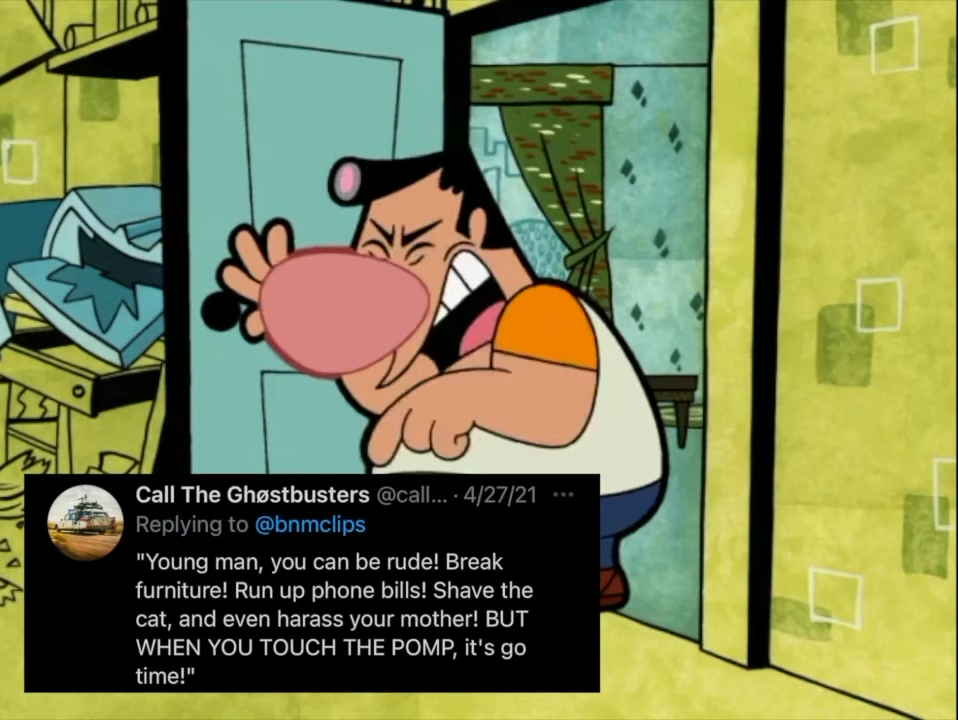 Call The Ghøstbusters @call... · 4/27/21 ···
Replying to @bnmclips
"Young man, you can be rude! Break
furniture! Run up phone bills! Shave the
cat, and even harass your mother! BUT
WHEN YOU TOUCH THE POMP, it's go
time!"